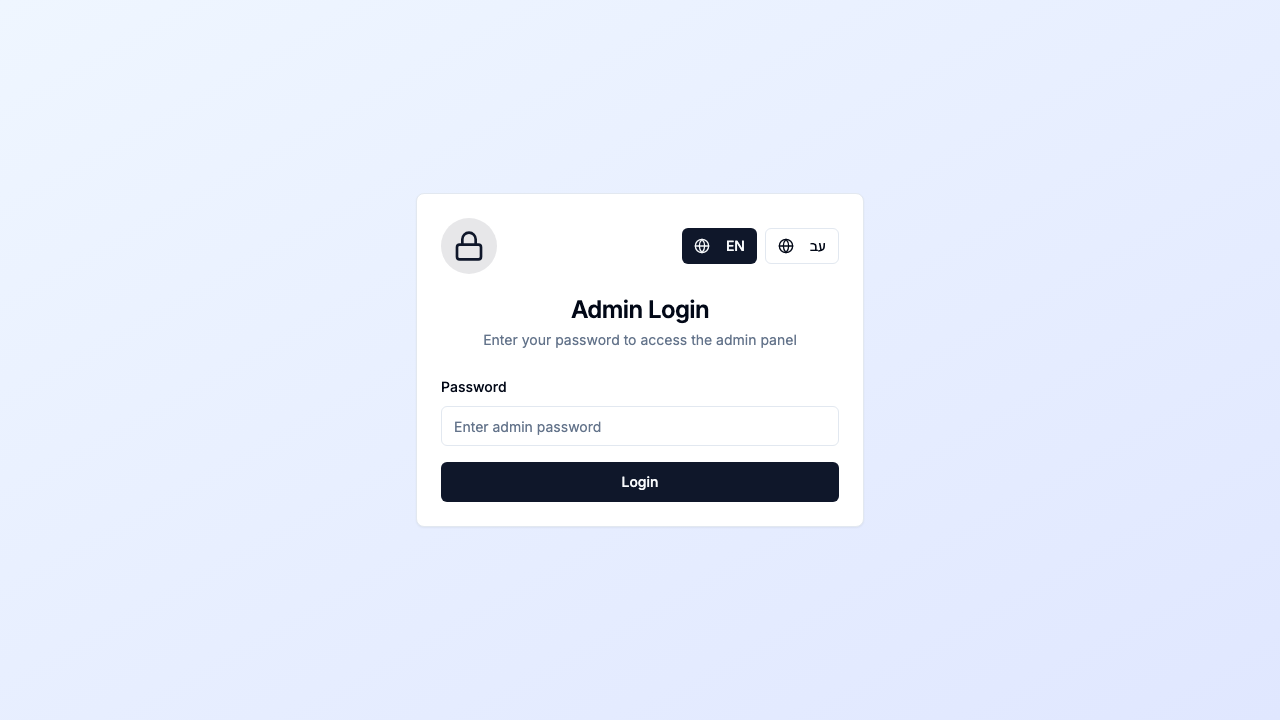 EN
עב
Admin Login
Enter your password to access the admin panel
Password
Enter admin password
Login